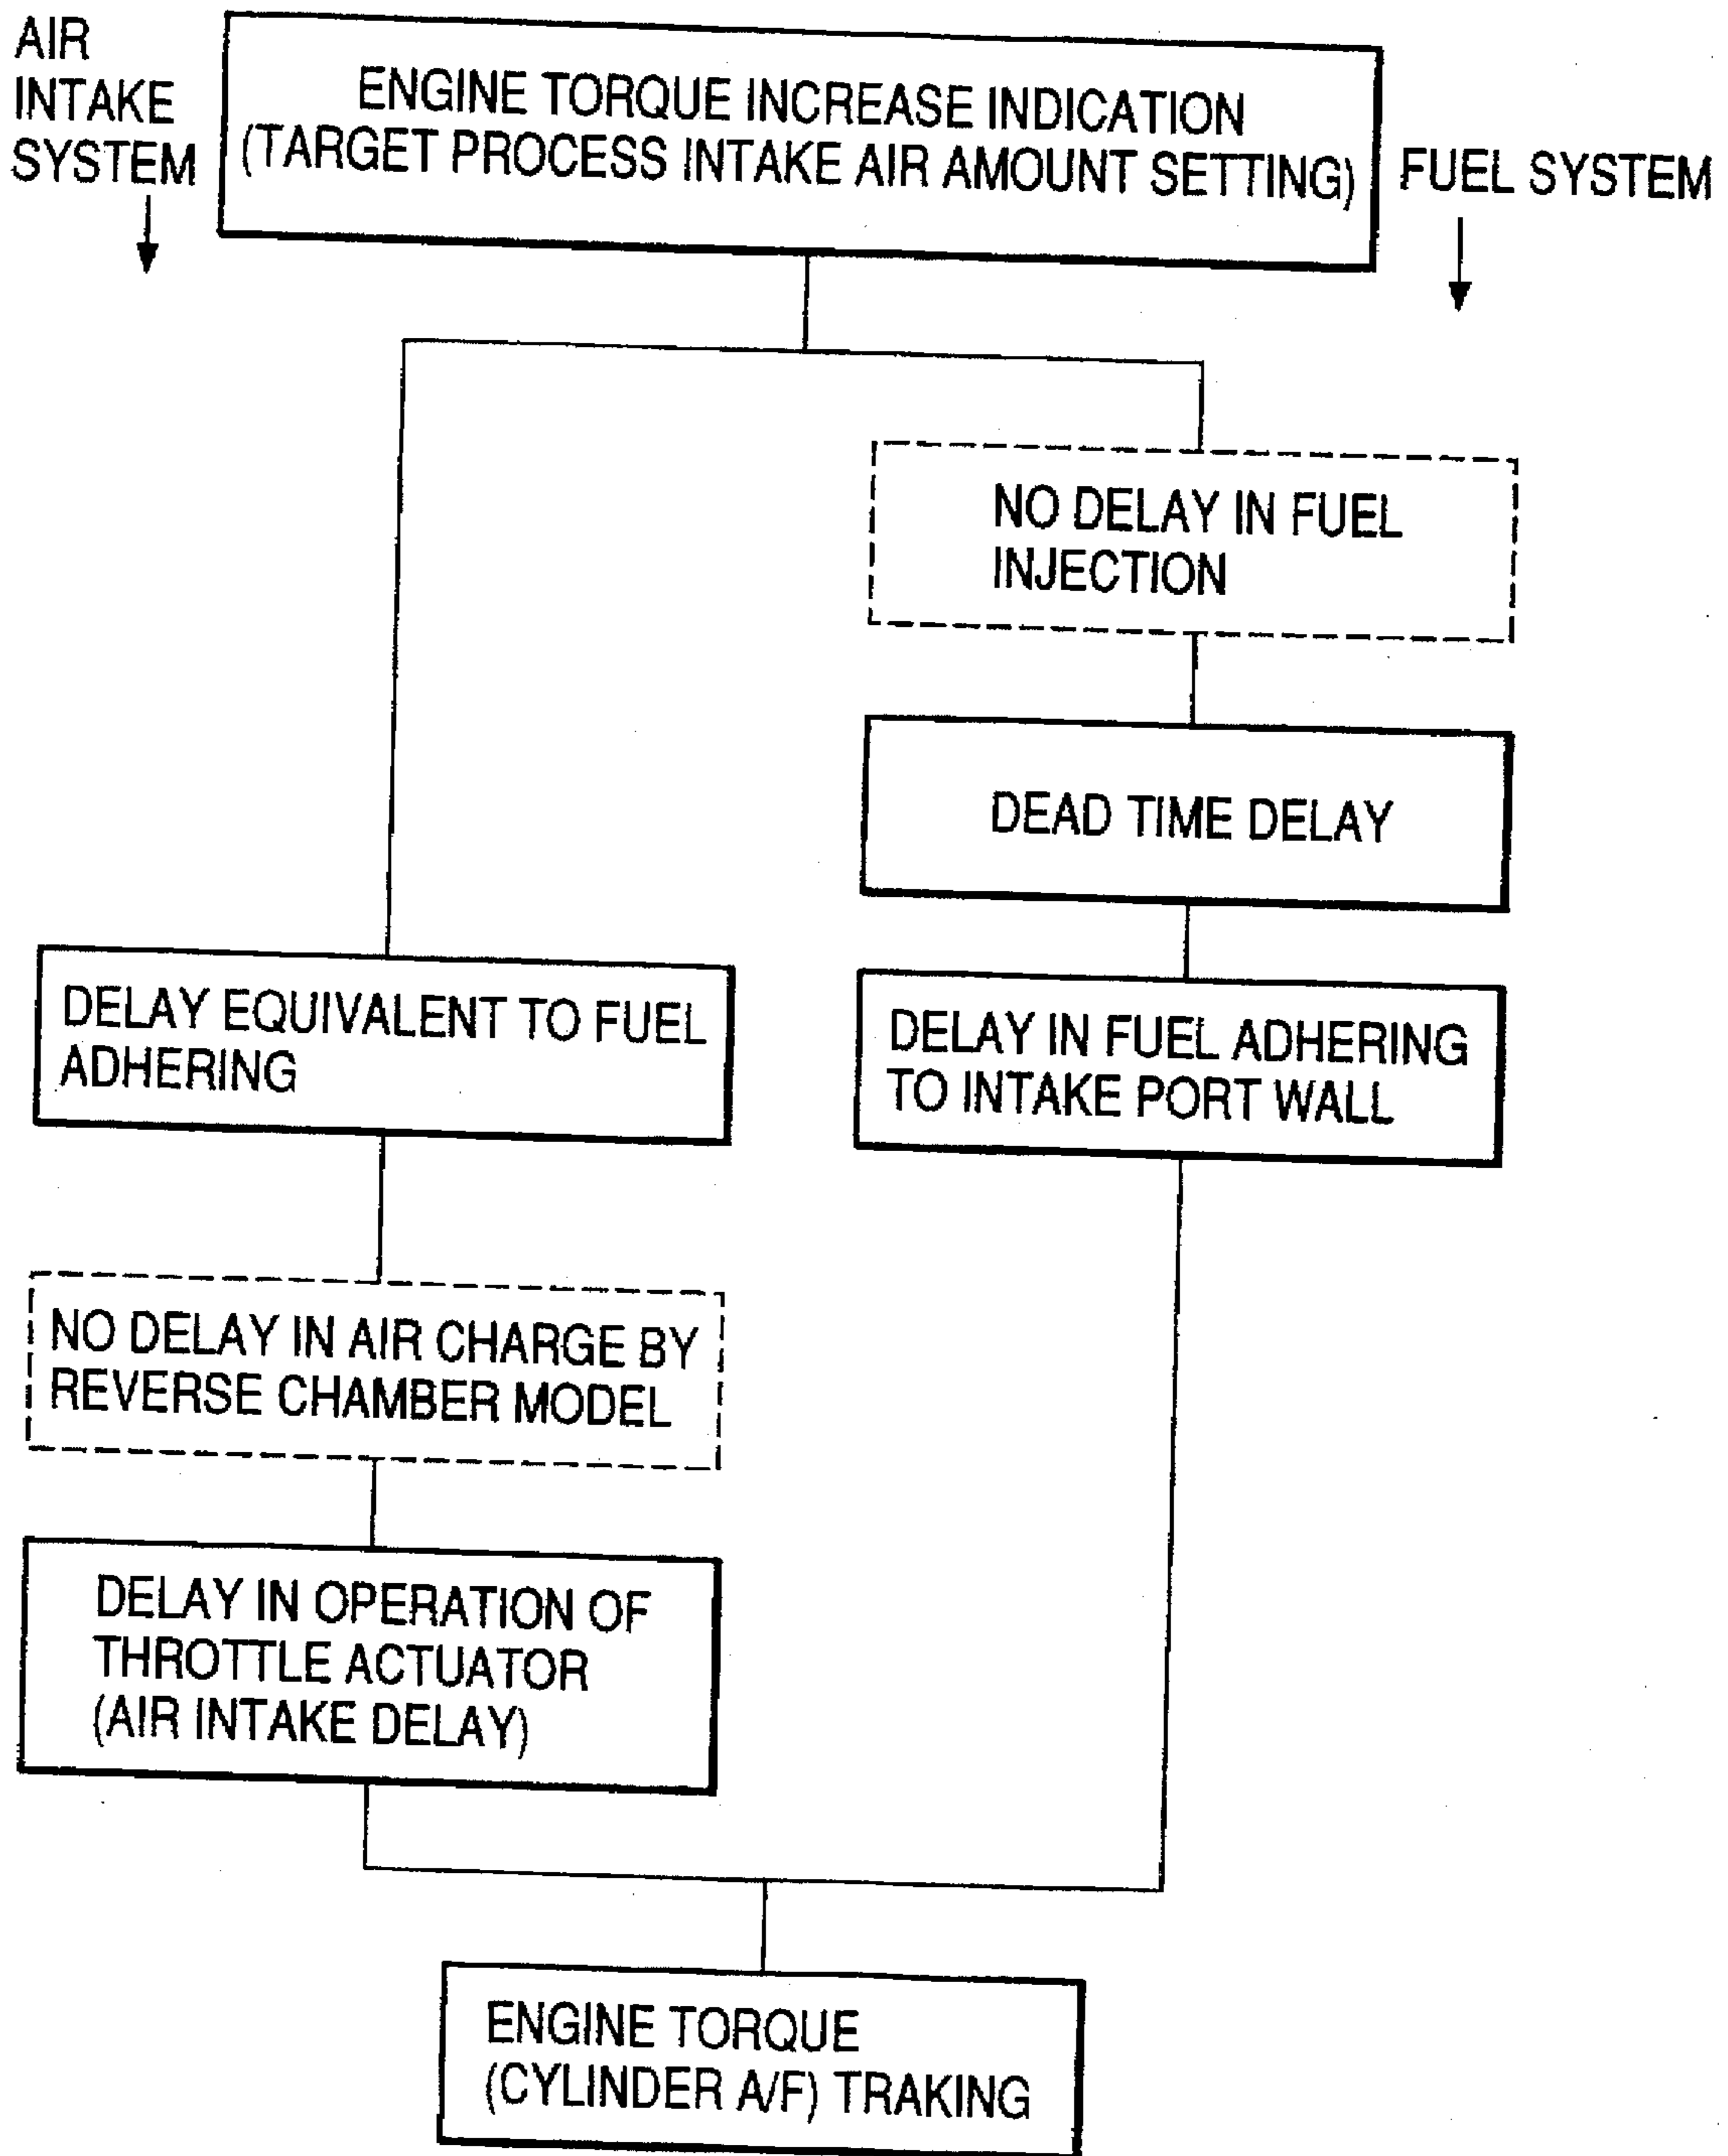 AIR
INTAKE
SYSTEM
ENGINE TORQUE INCREASE INDICATION
(TARGET PROCESS INTAKE AIR AMOUNT SETTING)
FUEL SYSTEM
NO DELAY IN FUEL
INJECTION
DEAD TIME DELAY
DELAY EQUIVALENT TO FUEL
ADHERING
DELAY IN FUEL ADHERING
TO INTAKE PORT WALL
NO DELAY IN AIR CHARGE BY
REVERSE CHAMBER MODEL
DELAY IN OPERATION OF
THROTTLE ACTUATOR
(AIR INTAKE DELAY)
ENGINE TORQUE
(CYLINDER A/F) TRAKING